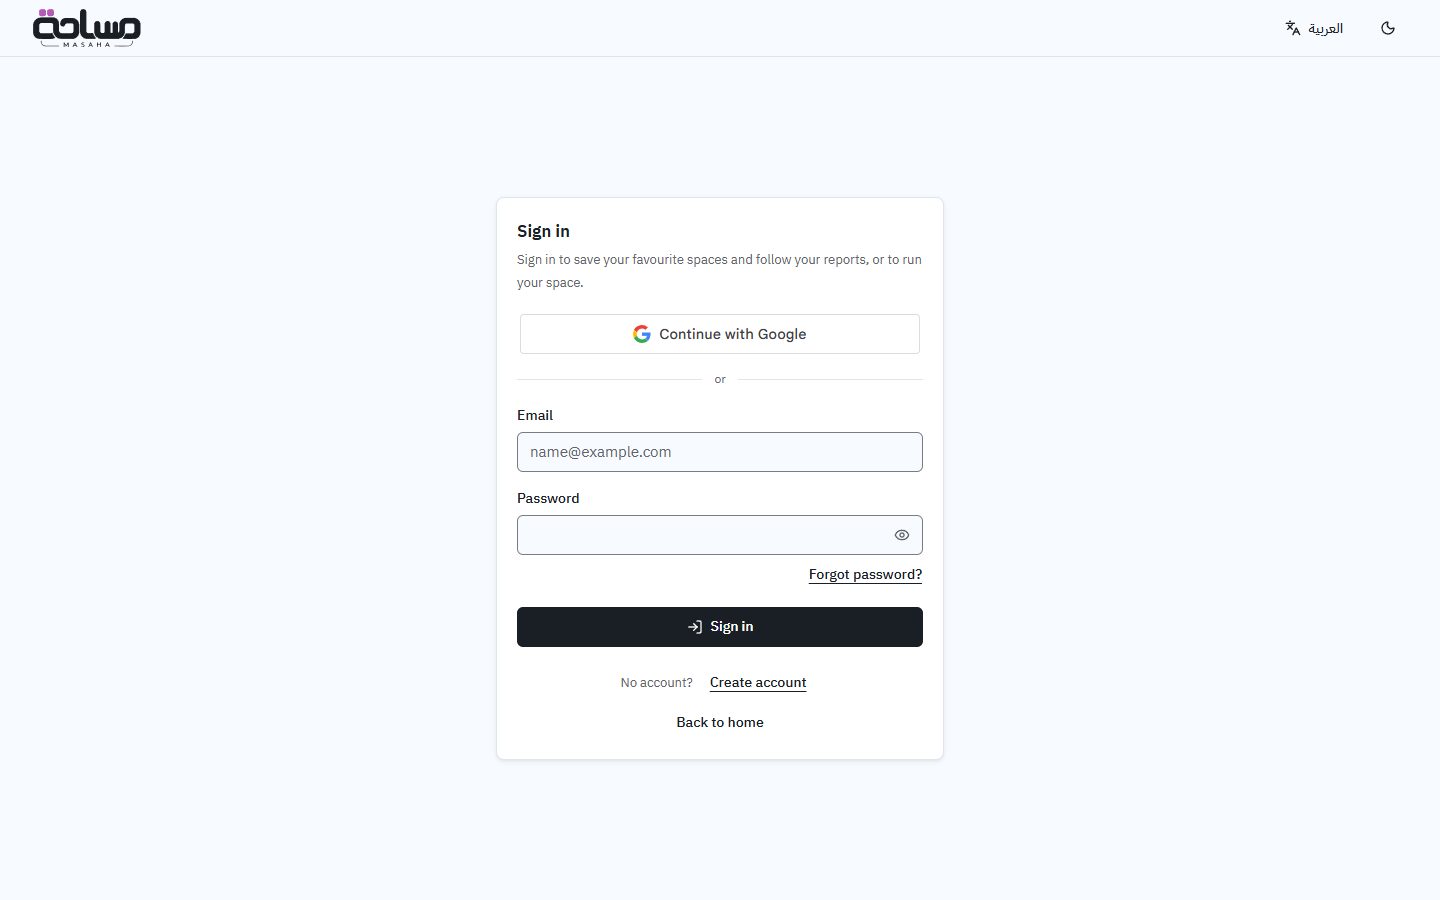 مساحة
MASAHA
العربية
Sign in
Sign in to save your favourite spaces and follow your reports, or to run
your space.
Continue with Google
or
Email
name@example.com
Password
Forgot password?
Sign in
No account? Create account
Back to home